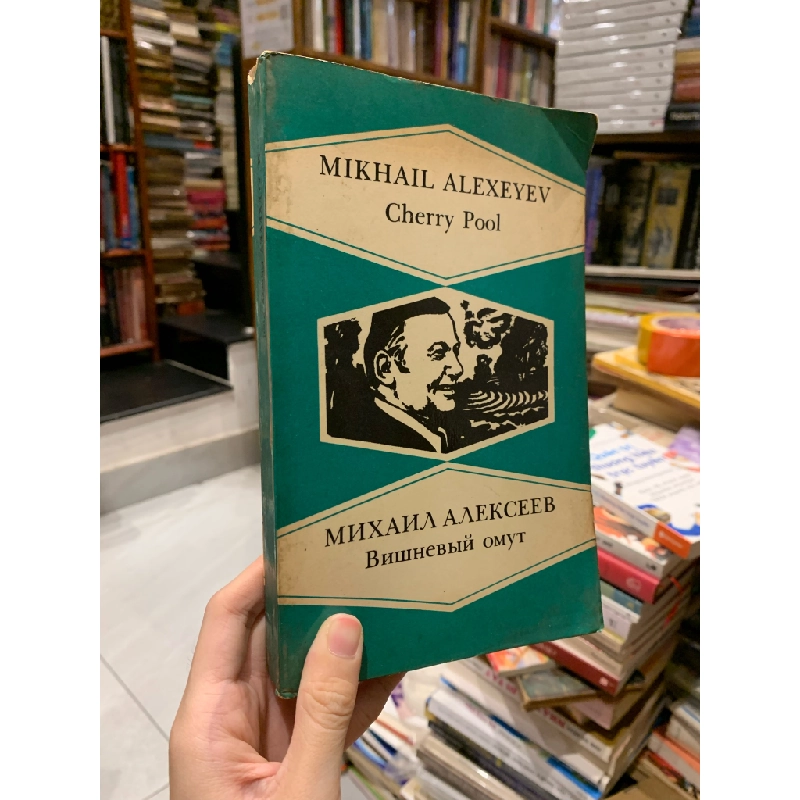 MIKHAIL ALEXEYEV
Cherry Pool
МИХАИЛ АЛЕКСЕЕВ
Вишневый омут